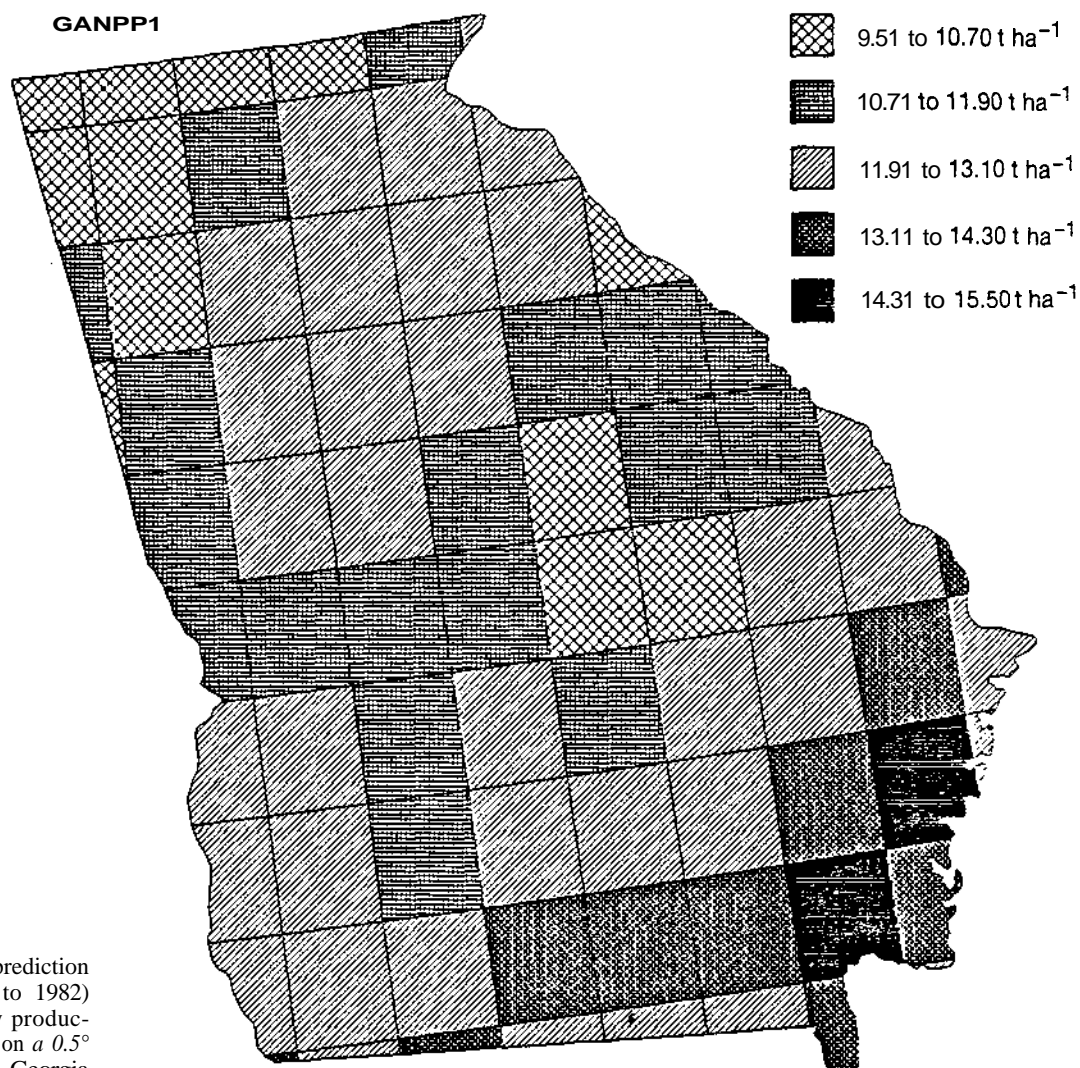 GANPP1
9.51 to 10.70 t ha−1
10.71 to 11.90 t ha−1
11.91 to 13.10 t ha−1
13.11 to 14.30 t ha−1
14.31 to 15.50 t ha−1
prediction
to 1982)
produc-
on a 0.5°
Georgia